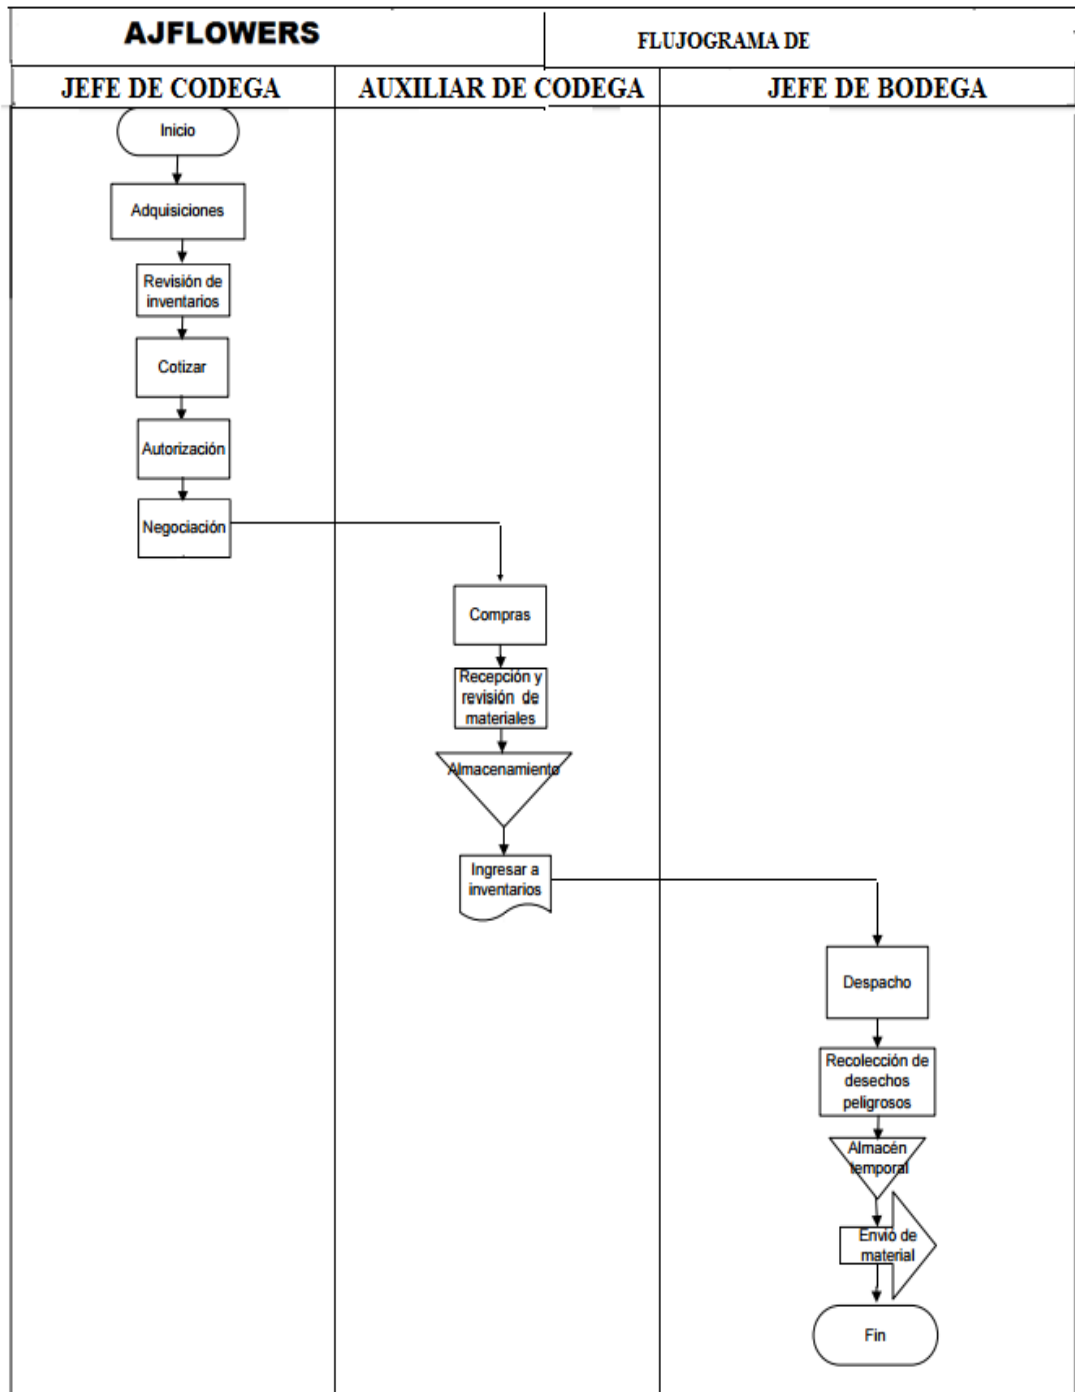 AJFLOWERS
FLUJOGRAMA DE
JEFE DE CODEGA
AUXILIAR DE CODEGA
JEFE DE BODEGA
Inicio
Adquisiciones
Revisión de
inventarios
Cotizar
Autorización
Negociación
Compras
Recepción y
revisión de
materiales
Almacenamiento
Ingresar a
inventarios
Despacho
Recolección de
desechos
peligrosos
Almacén
temporal
Envió de
material
Fin